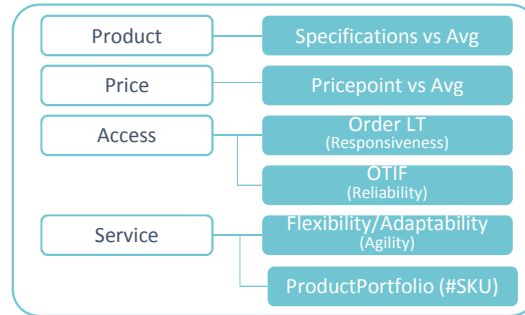 Product
Specifications vs Avg
Price
Pricepoint vs Avg
Access
Order LT
(Responsiveness)
OTIF
(Reliability)
Service
Flexibility/Adaptability
(Agility)
ProductPortfolio (#SKU)